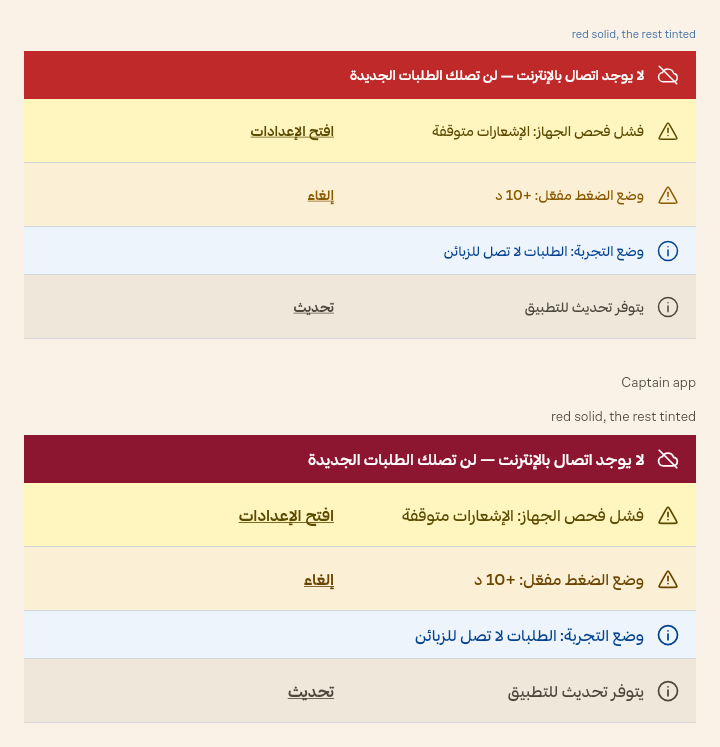 red solid, the rest tinted
لا يوجد اتصال بالإنترنت — لن تصلك الطلبات الجديدة
فشل فحص الجهاز: الإشعارات متوقفة افتح الإعدادات
وضع الضغط مفعّل: +10 د إلغاء
وضع التجربة: الطلبات لا تصل للزبائن
يتوفر تحديث للتطبيق تحديث
Captain app
red solid, the rest tinted
لا يوجد اتصال بالإنترنت — لن تصلك الطلبات الجديدة
فشل فحص الجهاز: الإشعارات متوقفة افتح الإعدادات
وضع الضغط مفعّل: +10 د إلغاء
وضع التجربة: الطلبات لا تصل للزبائن
يتوفر تحديث للتطبيق تحديث